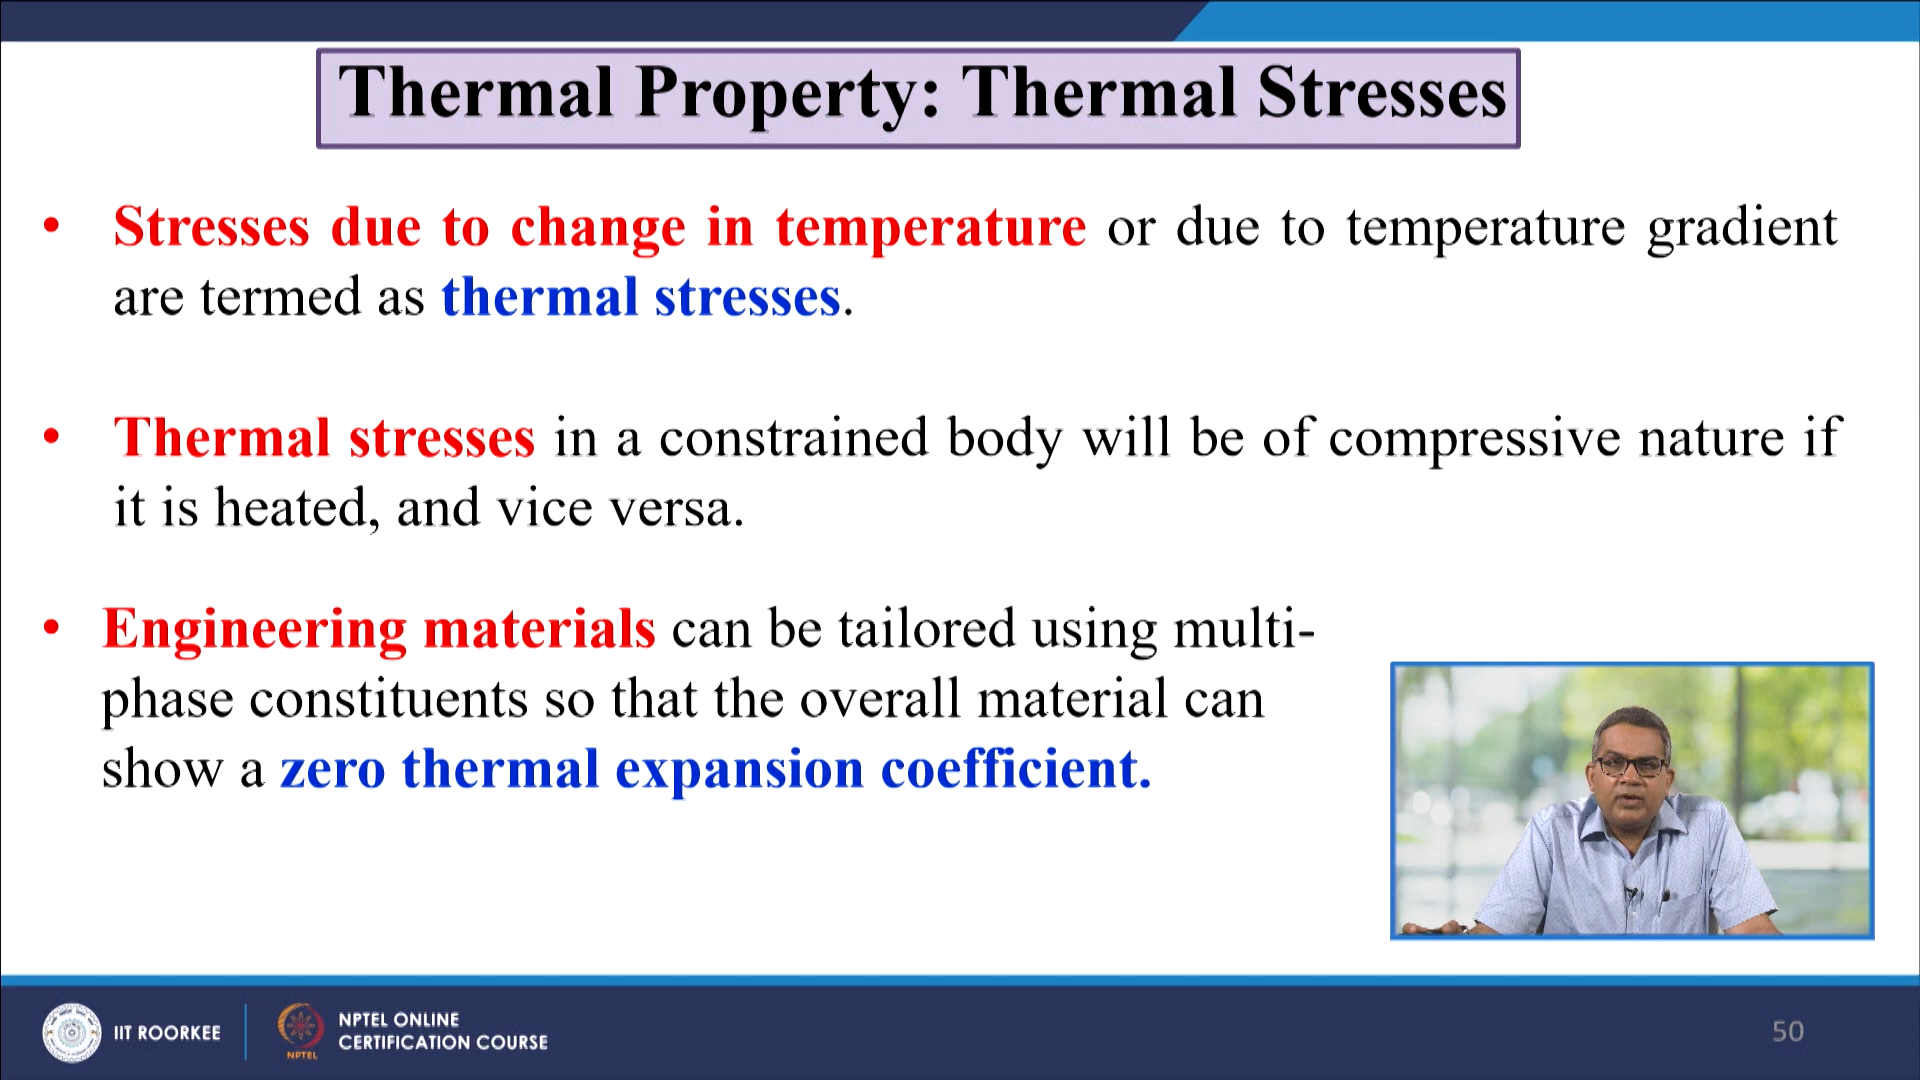 Thermal Property: Thermal Stresses
• Stresses due to change in temperature or due to temperature gradient
are termed as thermal stresses.
• Thermal stresses in a constrained body will be of compressive nature if
it is heated, and vice versa.
• Engineering materials can be tailored using multi-
phase constituents so that the overall material can
show a zero thermal expansion coefficient.
IIT ROORKEE
NPTEL
NPTEL ONLINE
CERTIFICATION COURSE
50